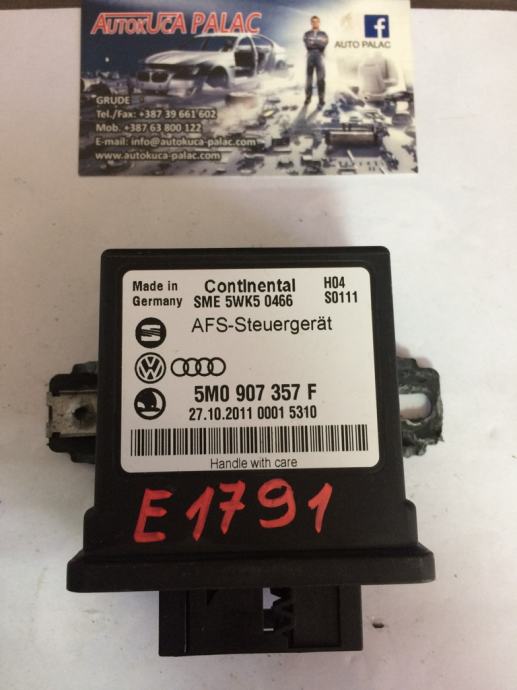 AUTOKUĆA PALAC
f
AUTO PALAC
GRUDE
Tel./Fax: +387 39 661 602
Mob. +387 63 800 122
E-mail: info@autokuca-palac.com
www.autokuca-palac.com
Made in
Germany
Continental
SME 5WK5 0466
H04
S0111
AFS-Steuergerät
5M0 907 357 F
27.10.2011 0001 5310
Handle with care
E1791